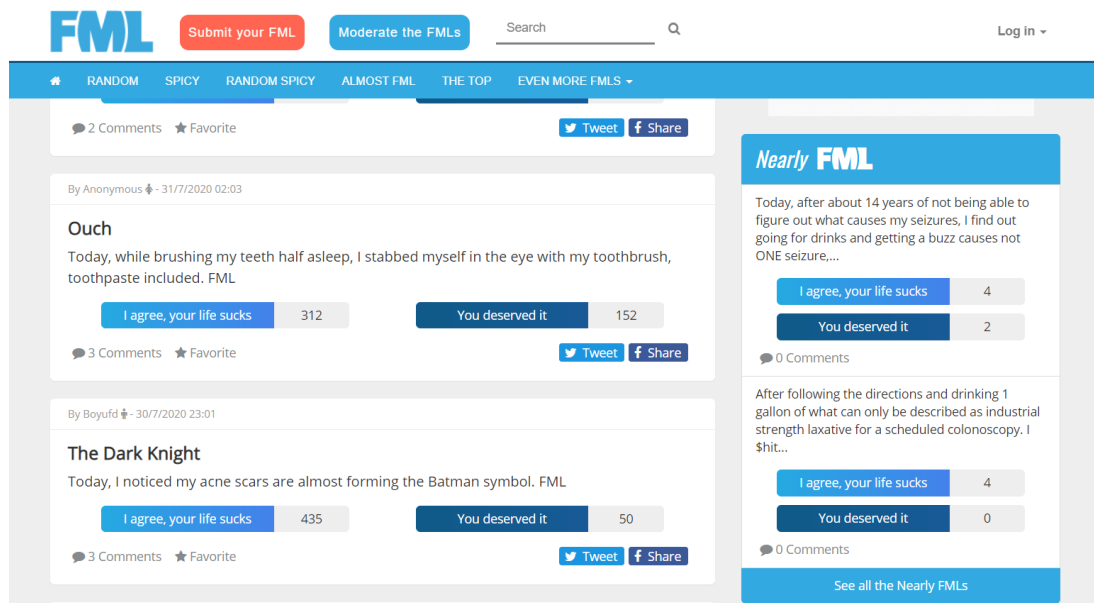 FML
Submit your FML
Moderate the FMLs
Search
Log in
RANDOM
SPICY
RANDOM SPICY
ALMOST FML
THE TOP
EVEN MORE FMLS
2 Comments
Favorite
Tweet
Share
By Anonymous - 31/7/2020 02:03
Ouch
Today, while brushing my teeth half asleep, I stabbed myself in the eye with my toothbrush,
toothpaste included. FML
I agree, your life sucks 312
You deserved it 152
3 Comments
Favorite
Tweet
Share
By Boyufd - 30/7/2020 23:01
The Dark Knight
Today, I noticed my acne scars are almost forming the Batman symbol. FML
I agree, your life sucks 435
You deserved it 50
3 Comments
Favorite
Tweet
Share
Nearly FML
Today, after about 14 years of not being able to
figure out what causes my seizures, I find out
going for drinks and getting a buzz causes not
ONE seizure,...
I agree, your life sucks 4
You deserved it 2
0 Comments
After following the directions and drinking 1
gallon of what can only be described as industrial
strength laxative for a scheduled colonoscopy. I
$hit...
I agree, your life sucks 4
You deserved it 0
0 Comments
See all the Nearly FMLs